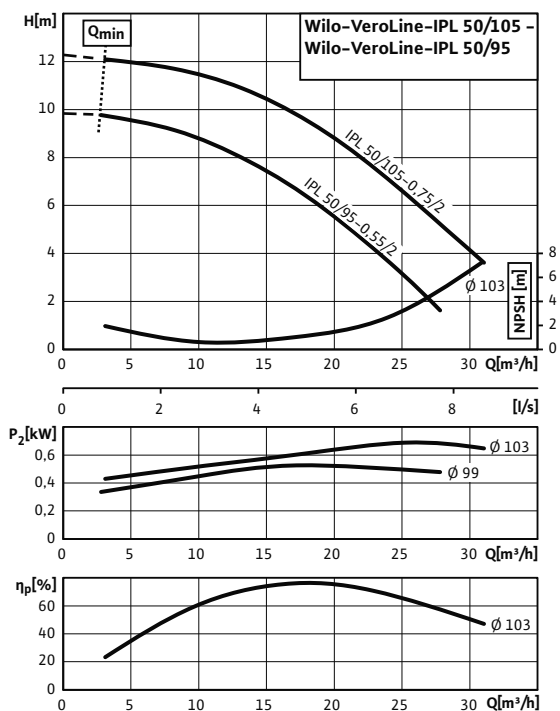 H[m]
Wilo-VeroLine-IPL 50/105 -
Wilo-VeroLine-IPL 50/95
Qmin
12
10
8
6
4
2
0
IPL 50/105-0,75/2
IPL 50/95-0,55/2
Ø 103
8
6
4
2
0
NPSH [m]
0 5 10 15 20 25 30 Q[m³/h]
0 2 4 6 8 [l/s]
P₂[kW]
0,6
0,4
0,2
0
Ø 103
Ø 99
0 5 10 15 20 25 30 Q[m³/h]
ηp[%]
60
40
20
0
Ø 103
0 5 10 15 20 25 30 Q[m³/h]